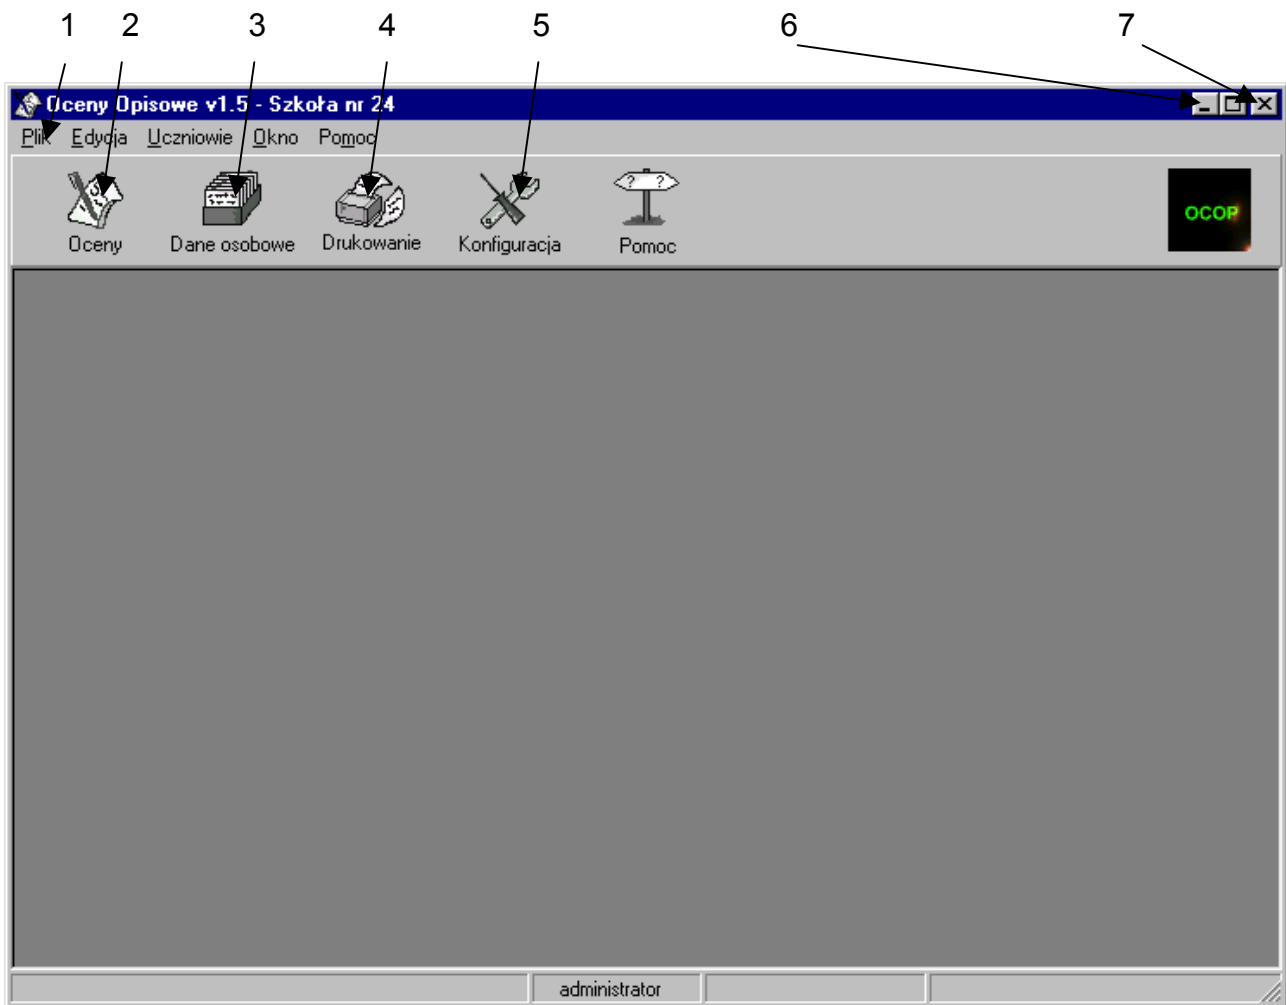 1 2 3 4 5 6 7
Oceny Opisowe v1.5 - Szkoła nr 24
Plik Edycja Uczniowie Okno Pomoc
OCOP
Oceny Dane osobowe Drukowanie Konfiguracja Pomoc
administrator